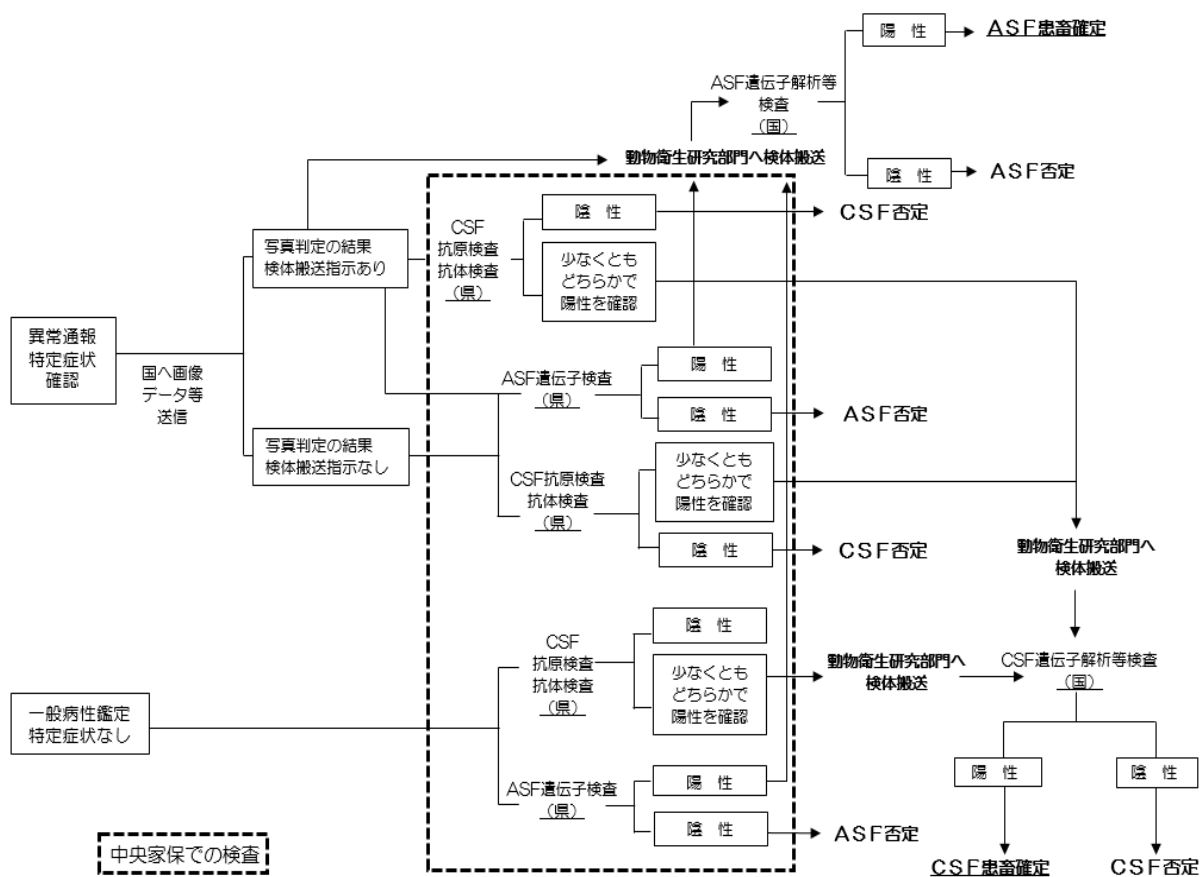 陽 性
ＡＳＦ患畜確定
ASF遺伝子解析等
検査
(国)
動物衛生研究部門へ検体搬送
陰 性
ＡＳＦ否定
写真判定の結果
検体搬送指示あり
CSF
抗原検査
抗体検査
(県)
陰 性
ＣＳＦ否定
少なくとも
どちらかで
陽性を確認
異常通報
特定症状
確認
国へ画像
データ等
送信
ASF遺伝子検査
(県)
陽 性
陰 性
ＡＳＦ否定
写真判定の結果
検体搬送指示なし
CSF抗原検査
抗体検査
(県)
少なくとも
どちらかで
陽性を確認
陰 性
ＣＳＦ否定
動物衛生研究部門へ
検体搬送
一般病性鑑定
特定症状なし
CSF
抗原検査
抗体検査
(県)
陰 性
少なくとも
どちらかで
陽性を確認
動物衛生研究部門へ
検体搬送
CSF遺伝子解析等検査
(国)
ASF遺伝子検査
(県)
陽 性
陰 性
ＡＳＦ否定
陽 性
陰 性
ＣＳＦ患畜確定
ＣＳＦ否定
中央家保での検査